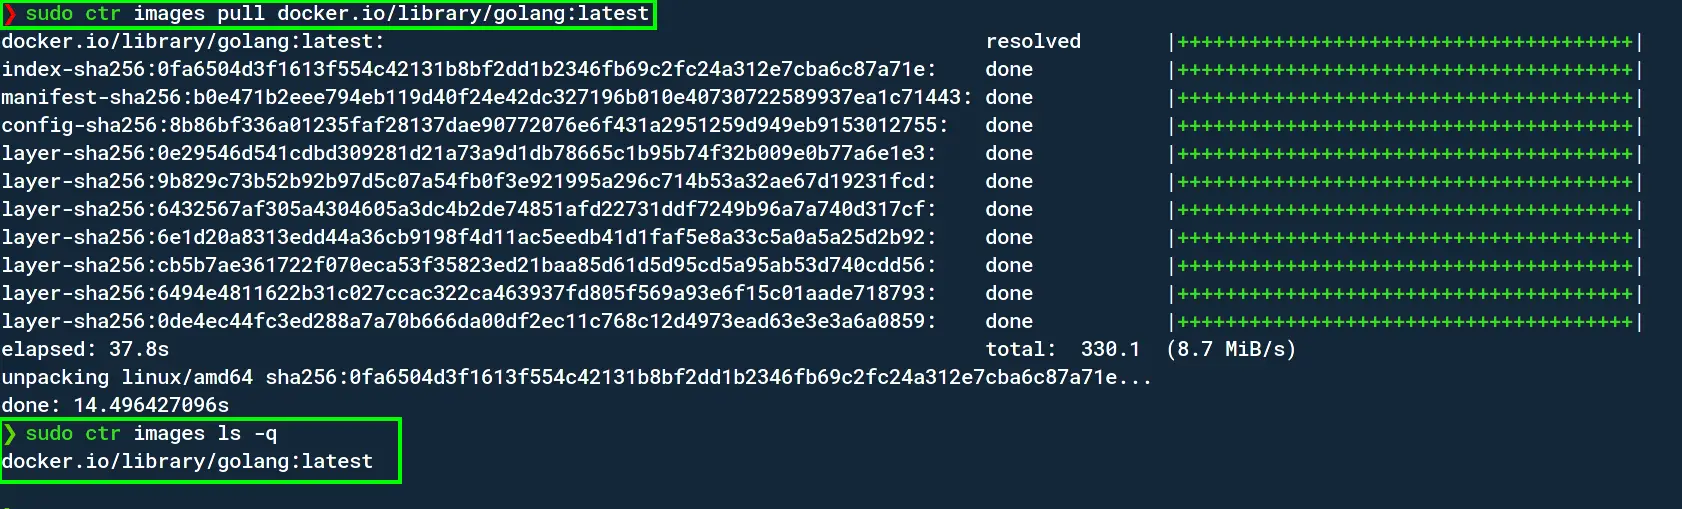 ❯ sudo ctr images pull docker.io/library/golang:latest
docker.io/library/golang:latest: resolved |++++++++++++++++++++++++++++++++++++++|
index-sha256:0fa6504d3f1613f554c42131b8bf2dd1b2346fb69c2fc24a312e7cba6c87a71e: done |++++++++++++++++++++++++++++++++++++++|
manifest-sha256:b0e471b2eee794eb119d40f24e42dc327196b010e40730722589937ea1c71443: done |++++++++++++++++++++++++++++++++++++++|
config-sha256:8b86bf336a01235faf28137dae90772076e6f431a2951259d949eb9153012755: done |++++++++++++++++++++++++++++++++++++++|
layer-sha256:0e29546d541cdbd309281d21a73a9d1db78665c1b95b74f32b009e0b77a6e1e3: done |++++++++++++++++++++++++++++++++++++++|
layer-sha256:9b829c73b52b92b97d5c07a54fb0f3e921995a296c714b53a32ae67d19231fcd: done |++++++++++++++++++++++++++++++++++++++|
layer-sha256:6432567af305a4304605a3dc4b2de74851afd22731ddf7249b96a7a740d317cf: done |++++++++++++++++++++++++++++++++++++++|
layer-sha256:6e1d20a8313edd44a36cb9198f4d11ac5eedb41d1faf5e8a33c5a0a5a25d2b92: done |++++++++++++++++++++++++++++++++++++++|
layer-sha256:cb5b7ae361722f070eca53f35823ed21baa85d61d5d95cd5a95ab53d740cdd56: done |++++++++++++++++++++++++++++++++++++++|
layer-sha256:6494e4811622b31c027ccac322ca463937fd805f569a93e6f15c01aade718793: done |++++++++++++++++++++++++++++++++++++++|
layer-sha256:0de4ec44fc3ed288a7a70b666da00df2ec11c768c12d4973ead63e3e3a6a0859: done |++++++++++++++++++++++++++++++++++++++|
elapsed: 37.8s total: 330.1 (8.7 MiB/s)
unpacking linux/amd64 sha256:0fa6504d3f1613f554c42131b8bf2dd1b2346fb69c2fc24a312e7cba6c87a71e...
done: 14.496427096s
❯ sudo ctr images ls -q
docker.io/library/golang:latest